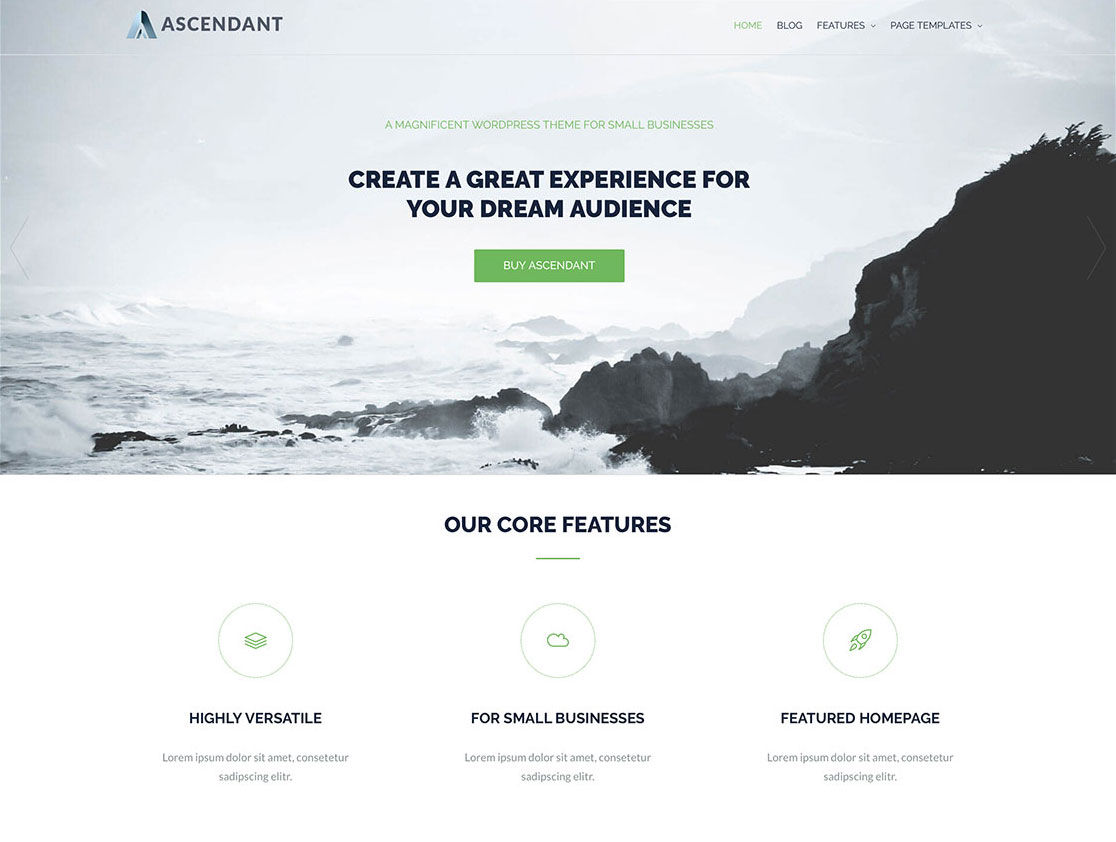 ASCENDANT
HOME BLOG FEATURES PAGE TEMPLATES
A MAGNIFICENT WORDPRESS THEME FOR SMALL BUSINESSES
CREATE A GREAT EXPERIENCE FOR
YOUR DREAM AUDIENCE
BUY ASCENDANT
OUR CORE FEATURES
HIGHLY VERSATILE
Lorem ipsum dolor sit amet, consetetur
sadipscing elitr.
FOR SMALL BUSINESSES
Lorem ipsum dolor sit amet, consetetur
sadipscing elitr.
FEATURED HOMEPAGE
Lorem ipsum dolor sit amet, consetetur
sadipscing elitr.